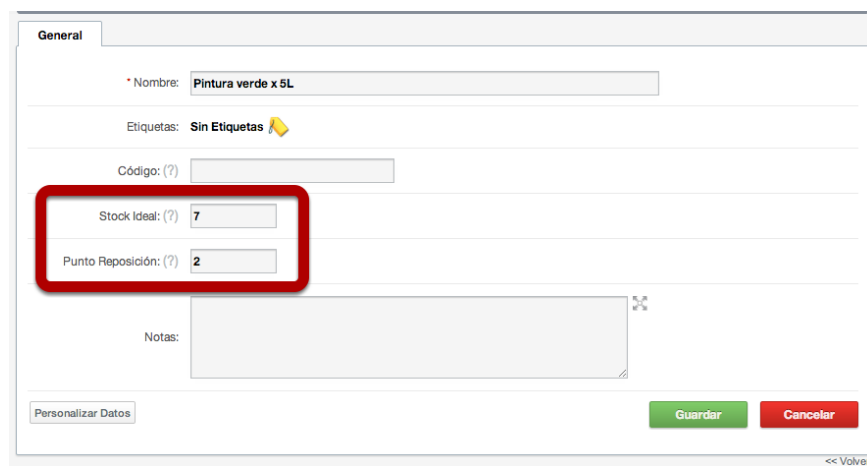 General
* Nombre: Pintura verde x 5L
Etiquetas: Sin Etiquetas
Código: (?)
Stock Ideal: (?) 7
Punto Reposición: (?) 2
Notas:
Personalizar Datos Guardar Cancelar
<< Volve